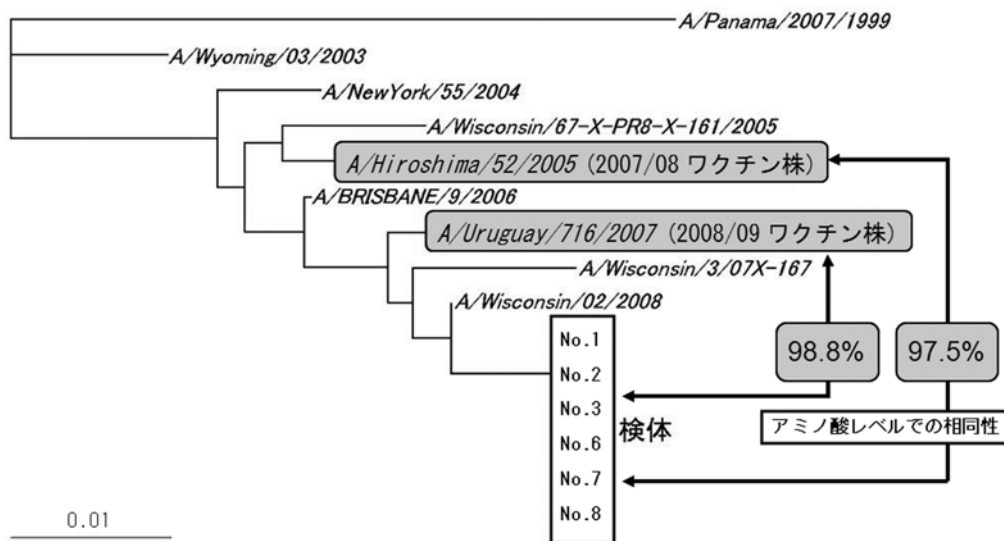 A/Panama/2007/1999
A/Wyoming/03/2003
A/NewYork/55/2004
A/Wisconsin/67-X-PR8-X-161/2005
A/Hiroshima/52/2005 (2007/08 ワクチン株)
A/BRISBANE/9/2006
A/Uruguay/716/2007 (2008/09 ワクチン株)
A/Wisconsin/3/07X-167
A/Wisconsin/02/2008
No.1
No.2
No.3
No.6
No.7
No.8
検体
98.8%
97.5%
アミノ酸レベルでの相同性
0.01